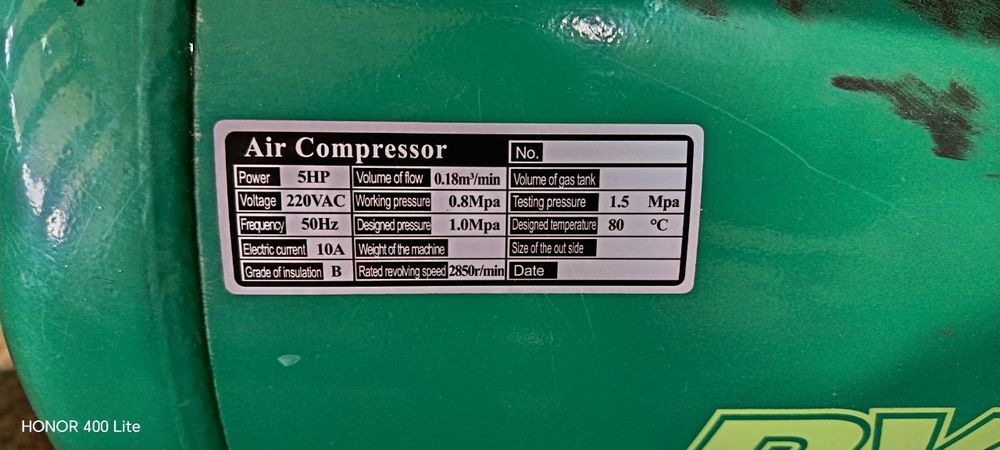 Air Compressor No.
Power 5HP Volume of flow 0.18m³/min Volume of gas tank
Voltage 220VAC Working pressure 0.8Mpa Testing pressure 1.5 Mpa
Frequency 50Hz Designed pressure 1.0Mpa Designed temperature 80 °C
Electric current 10A Weight of the machine Size of the out side
Grade of insulation B Rated revolving speed 2850r/min Date
HONOR 400 Lite